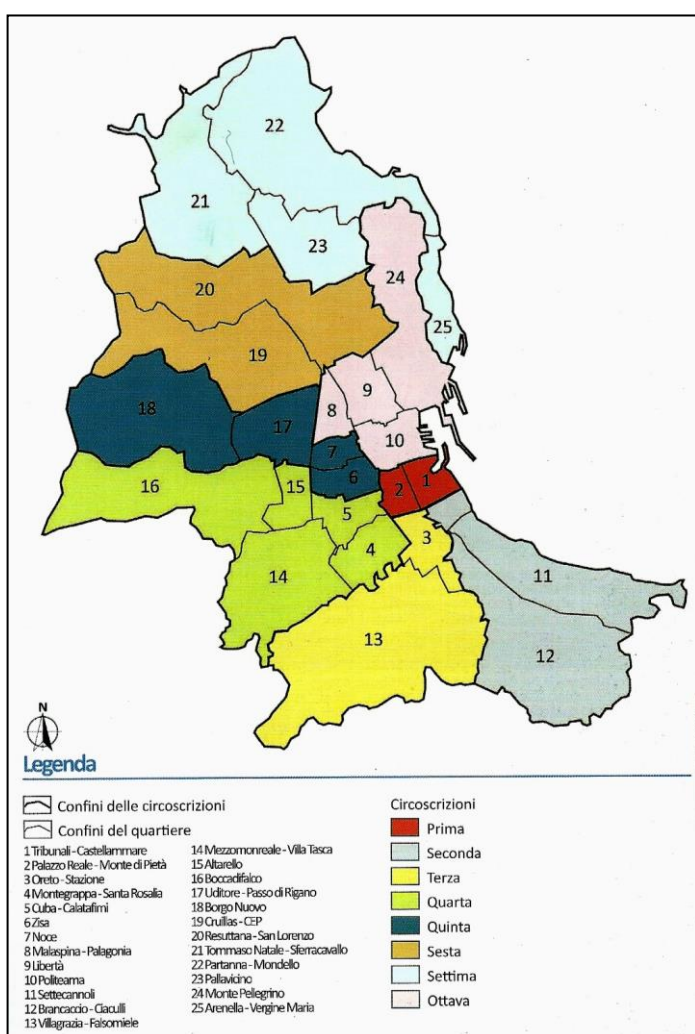 22
21
23
24
20
25
19
9
8
18
17
10
7
6
16
15
2
1
5
3
4
11
14
13
12
N
Legenda
Confini delle circoscrizioni
Confini del quartiere
1 Tribunali - Castellammare
2 Palazzo Reale - Monte di Pietà
3 Oreto - Stazione
4 Montegrappa - Santa Rosalia
5 Cuba - Calatafimi
6 Zisa
7 Noce
8 Malaspina - Palagonia
9 Libertà
10 Politeama
11 Settecannoli
12 Brancaccio - Ciaculli
13 Villagrazia - Falsomiele
14 Mezzomonreale - Villa Tasca
15 Altarello
16 Boccadifalco
17 Uditore - Passo di Rigano
18 Borgo Nuovo
19 Cruillas - CEP
20 Resuttana - San Lorenzo
21 Tommaso Natale - Sferracavallo
22 Partanna - Mondello
23 Pallavicino
24 Monte Pellegrino
25 Arenella - Vergine Maria
Circoscrizioni
Prima
Seconda
Terza
Quarta
Quinta
Sesta
Settima
Ottava